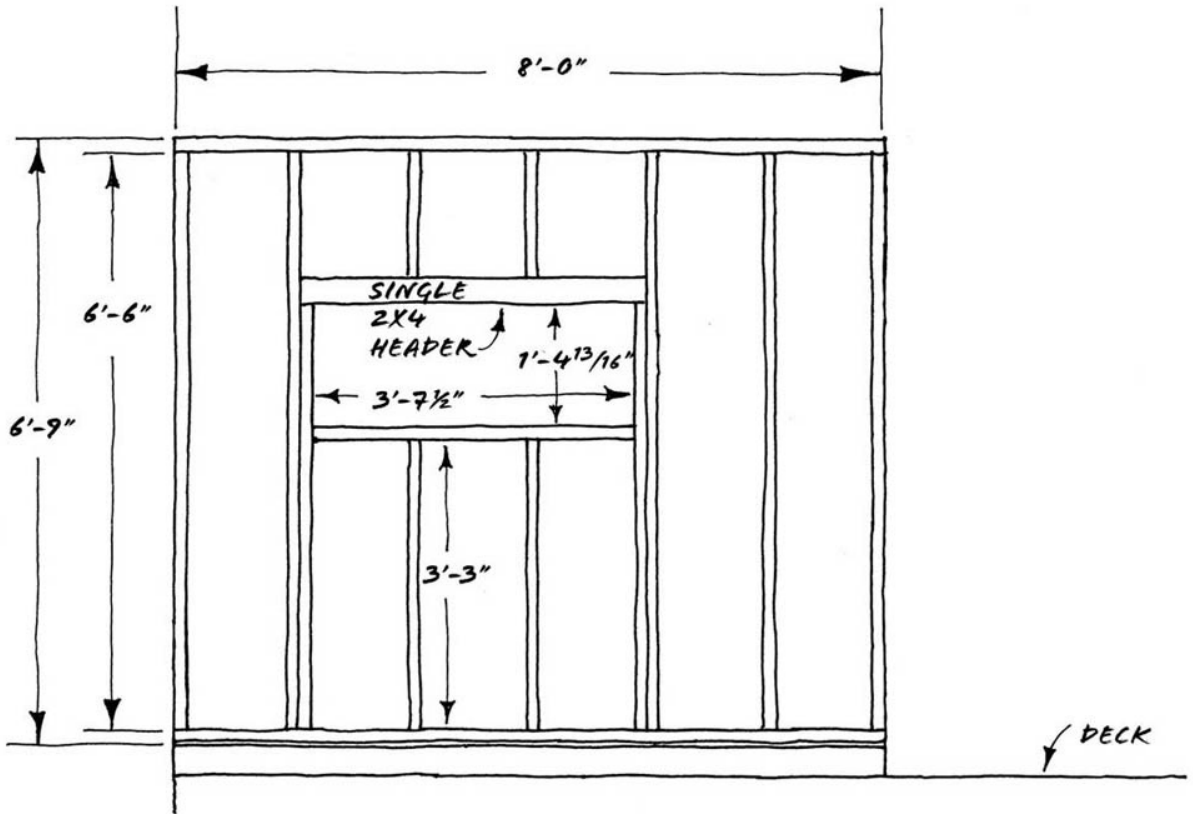 8'-0"
6'-6"
SINGLE
2X4
HEADER
1'-4 13/16"
3'-7½"
6'-9"
3'-3"
DECK